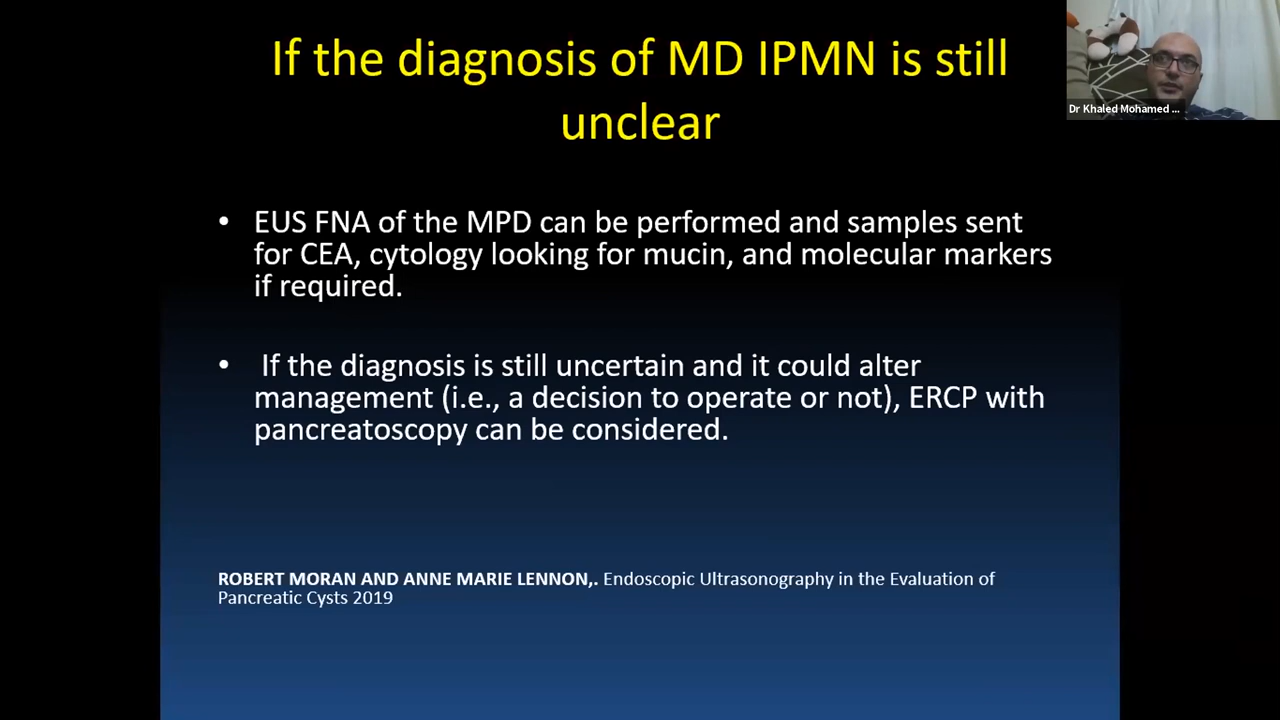 If the diagnosis of MD IPMN is still
unclear
Dr Khaled Mohamed ...
• EUS FNA of the MPD can be performed and samples sent
for CEA, cytology looking for mucin, and molecular markers
if required.
• If the diagnosis is still uncertain and it could alter
management (i.e., a decision to operate or not), ERCP with
pancreatoscopy can be considered.
ROBERT MORAN AND ANNE MARIE LENNON,. Endoscopic Ultrasonography in the Evaluation of
Pancreatic Cysts 2019